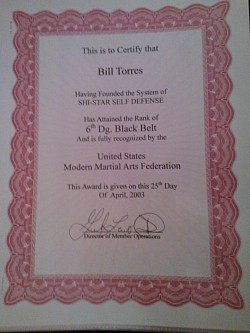 This is to Certify that
Bill Torres
Having Founded the System of
SHI-STAR SELF DEFENSE
Has Attained the Rank of
6th Dg. Black Belt
And is fully recognized by the
United States
Modern Martial Arts Federation
This Award is given on this 25th Day
Of April, 2003
Director of Member Operations